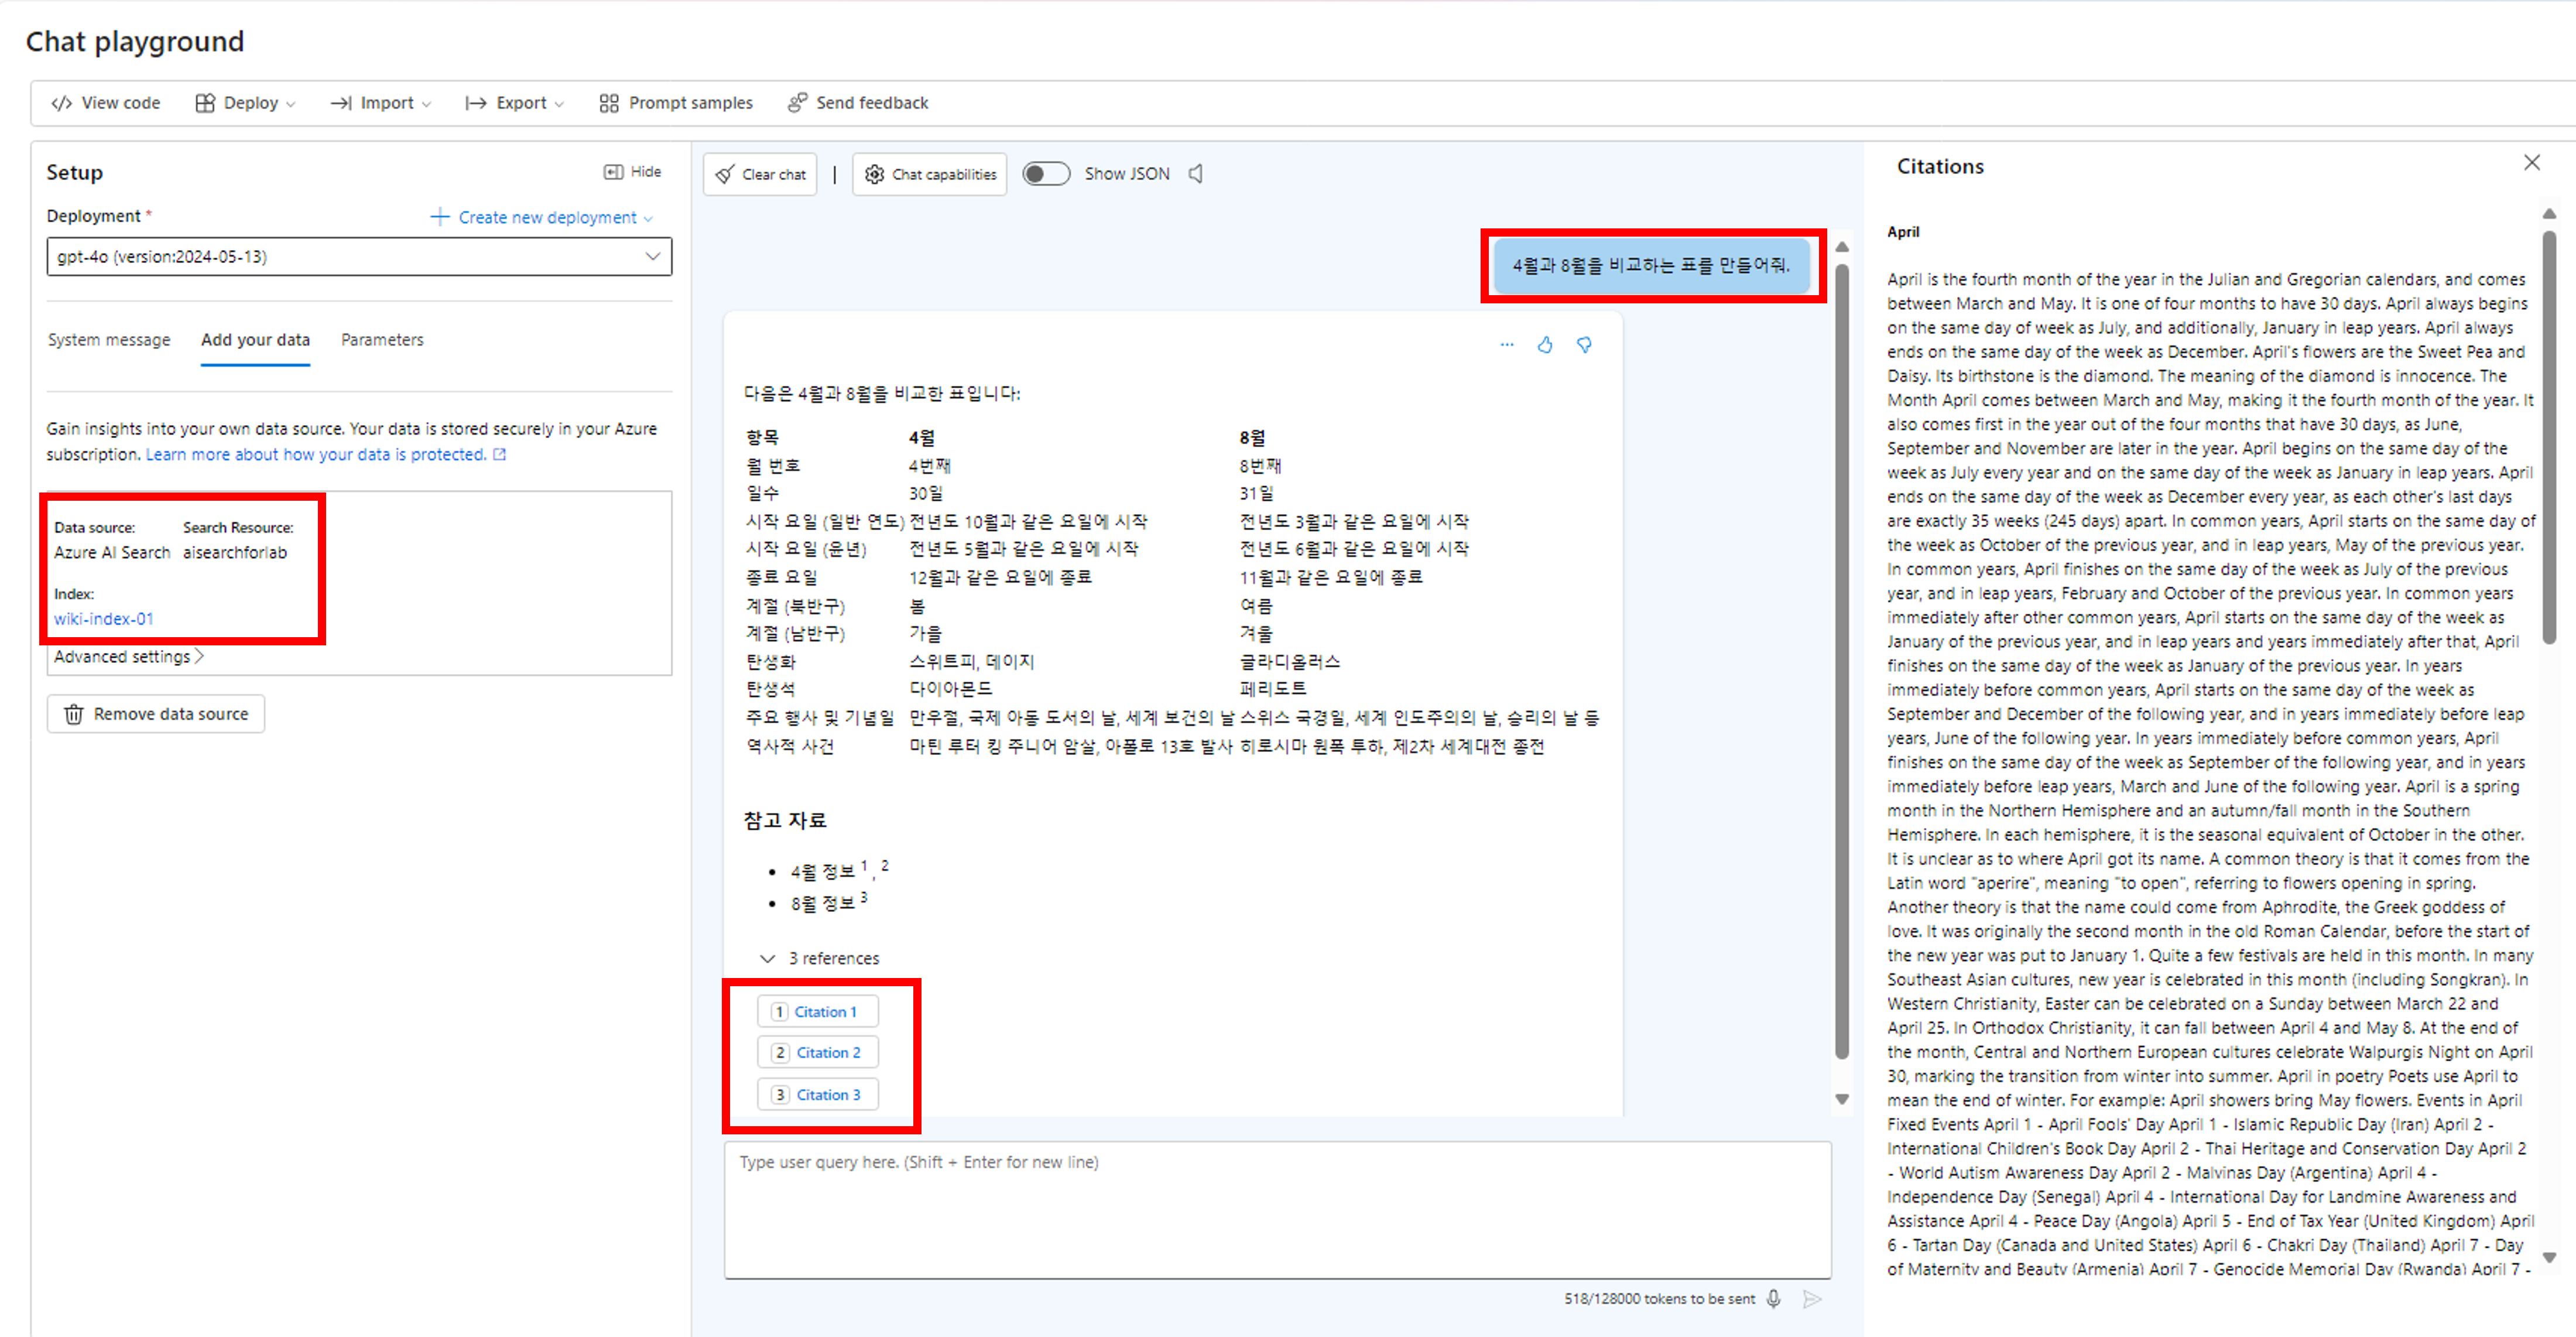 Chat playground
View code
Deploy
Import
Export
Prompt samples
Send feedback
Setup
Hide
Deployment *
Create new deployment
gpt-4o (version:2024-05-13)
System message
Add your data
Parameters
Gain insights into your own data source. Your data is stored securely in your Azure
subscription. Learn more about how your data is protected.
Data source: Search Resource:
Azure AI Search aisearchforlab
Index:
wiki-index-01
Advanced settings
Remove data source
Clear chat
Chat capabilities
Show JSON
4월과 8월을 비교하는 표를 만들어줘.
다음은 4월과 8월을 비교한 표입니다:
항목 4월 8월
월 번호 4번째 8번째
일수 30일 31일
시작 요일 (일반 연도) 전년도 10월과 같은 요일에 시작 전년도 3월과 같은 요일에 시작
시작 요일 (윤년) 전년도 5월과 같은 요일에 시작 전년도 6월과 같은 요일에 시작
종료 요일 12월과 같은 요일에 종료 11월과 같은 요일에 종료
계절 (북반구) 봄 여름
계절 (남반구) 가을 겨울
탄생화 스위트피, 데이지 글라디올러스
탄생석 다이아몬드 페리도트
주요 행사 및 기념일 만우절, 국제 아동 도서의 날, 세계 보건의 날 스위스 국경일, 세계 인도주의의 날, 승리의 날 등
역사적 사건 마틴 루터 킹 주니어 암살, 아폴로 13호 발사 히로시마 원폭 투하, 제2차 세계대전 종전
참고 자료
• 4월 정보 1, 2
• 8월 정보 3
3 references
1 Citation 1
2 Citation 2
3 Citation 3
Type user query here. (Shift + Enter for new line)
518/128000 tokens to be sent
Citations
April
April is the fourth month of the year in the Julian and Gregorian calendars, and comes
between March and May. It is one of four months to have 30 days. April always begins
on the same day of week as July, and additionally, January in leap years. April always
ends on the same day of the week as December. April's flowers are the Sweet Pea and
Daisy. Its birthstone is the diamond. The meaning of the diamond is innocence. The
Month April comes between March and May, making it the fourth month of the year. It
also comes first in the year out of the four months that have 30 days, as June,
September and November are later in the year. April begins on the same day of the
week as July every year and on the same day of the week as January in leap years. April
ends on the same day of the week as December every year, as each other's last days
are exactly 35 weeks (245 days) apart. In common years, April starts on the same day of
the week as October of the previous year, and in leap years, May of the previous year.
In common years, April finishes on the same day of the week as July of the previous
year, and in leap years, February and October of the previous year. In common years
immediately after other common years, April starts on the same day of the week as
January of the previous year, and in leap years and years immediately after that, April
finishes on the same day of the week as January of the previous year. In years
immediately before common years, April starts on the same day of the week as
September and December of the following year, and in years immediately before leap
years, June of the following year. In years immediately before common years, April
finishes on the same day of the week as September of the following year, and in years
immediately before leap years, March and June of the following year. April is a spring
month in the Northern Hemisphere and an autumn/fall month in the Southern
Hemisphere. In each hemisphere, it is the seasonal equivalent of October in the other.
It is unclear as to where April got its name. A common theory is that it comes from the
Latin word "aperire", meaning "to open", referring to flowers opening in spring.
Another theory is that the name could come from Aphrodite, the Greek goddess of
love. It was originally the second month in the old Roman Calendar, before the start of
the new year was put to January 1. Quite a few festivals are held in this month. In many
Southeast Asian cultures, new year is celebrated in this month (including Songkran). In
Western Christianity, Easter can be celebrated on a Sunday between March 22 and
April 25. In Orthodox Christianity, it can fall between April 4 and May 8. At the end of
the month, Central and Northern European cultures celebrate Walpurgis Night on April
30, marking the transition from winter into summer. April in poetry Poets use April to
mean the end of winter. For example: April showers bring May flowers. Events in April
Fixed Events April 1 - April Fools' Day April 1 - Islamic Republic Day (Iran) April 2 -
International Children's Book Day April 2 - Thai Heritage and Conservation Day April 2
- World Autism Awareness Day April 2 - Malvinas Day (Argentina) April 4 -
Independence Day (Senegal) April 4 - International Day for Landmine Awareness and
Assistance April 4 - Peace Day (Angola) April 5 - End of Tax Year (United Kingdom) April
6 - Tartan Day (Canada and United States) April 6 - Chakri Day (Thailand) April 7 - Day
of Maternity and Beauty (Armenia) April 7 - Genocide Memorial Day (Rwanda) April 7 -